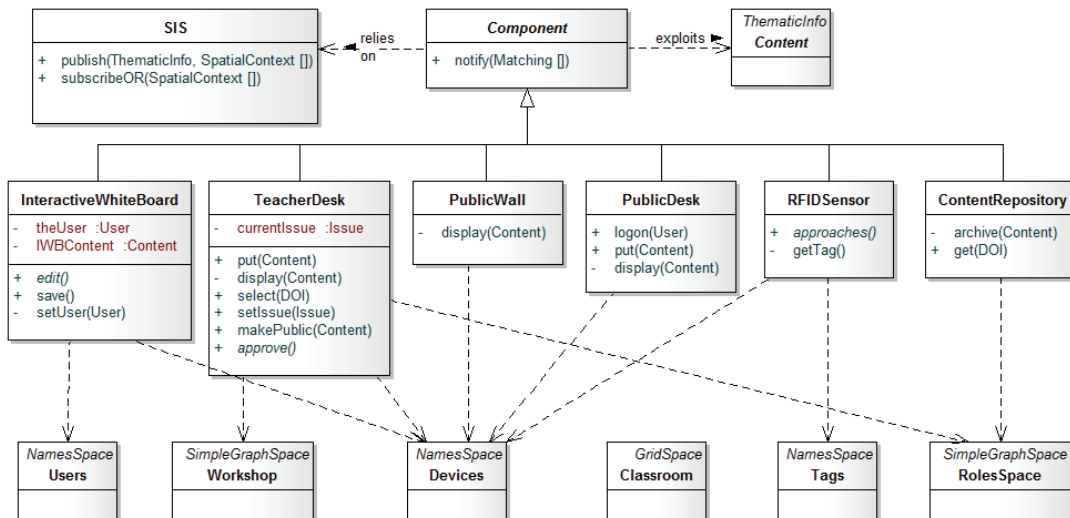 SIS
+ publish(ThematicInfo, SpatialContext [])
+ subscribeOR(SpatialContext [])
relies
on
Component
+ notify(Matching [])
exploits
ThematicInfo
Content
InteractiveWhiteBoard
- theUser :User
- IWBContent :Content
+ edit()
+ save()
- setUser(User)
TeacherDesk
- currentIssue :Issue
+ put(Content)
- display(Content)
+ select(DOI)
+ setIssue(Issue)
+ makePublic(Content)
+ approve()
PublicWall
- display(Content)
PublicDesk
+ logon(User)
+ put(Content)
- display(Content)
RFIDSensor
+ approaches()
- getTag()
ContentRepository
- archive(Content)
+ get(DOI)
NamesSpace
Users
SimpleGraphSpace
Workshop
NamesSpace
Devices
GridSpace
Classroom
NamesSpace
Tags
SimpleGraphSpace
RolesSpace